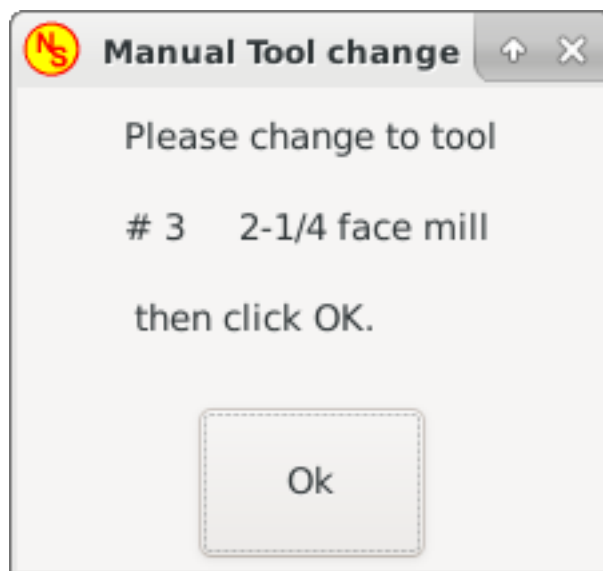 NS Manual Tool change
Please change to tool
# 3 2-1/4 face mill
then click OK.
Ok